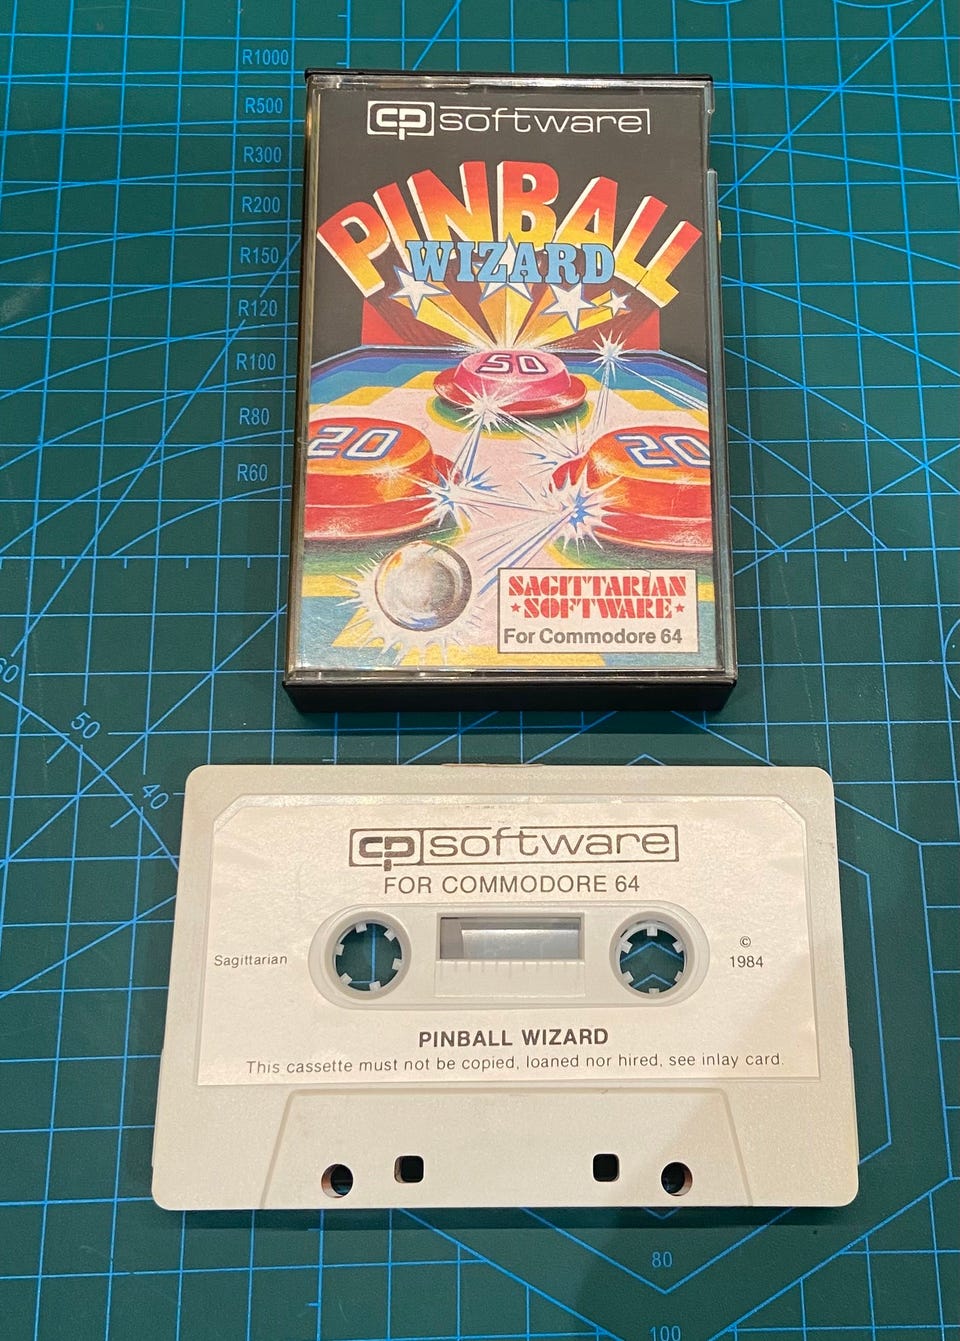 R1000
R500
R300
R200
R150
R120
R100
R80
R60
cp software
PINBALL
WIZARD
50
20
20
SAGITTARIAN
★SOFTWARE★
For Commodore 64
60
50
40
cp software
FOR COMMODORE 64
Sagittarian
©
1984
PINBALL WIZARD
This cassette must not be copied, loaned nor hired, see inlay card.
80
100